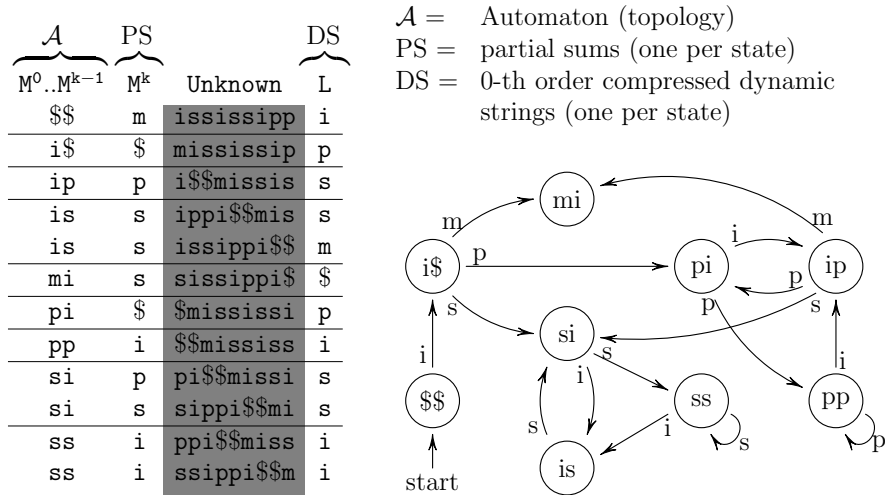 𝒜 PS DS
M⁰..Mᵏ⁻¹ Mᵏ Unknown L
$$ m ississipp i
i$ $ mississip p
ip p i$$missis s
is s ippi$$mis s
is s issippi$$ m
mi s sissippi$ $
pi $ $mississi p
pp i $$mississ i
si p pi$$missi s
si s sippi$$mi s
ss i ppi$$miss i
ss i ssippi$$m i
𝒜 = Automaton (topology)
PS = partial sums (one per state)
DS = 0-th order compressed dynamic
strings (one per state)
mi
m m
i$ p pi i ip
p p
s s
si s
i i i
$$ ss pp
s i s p
is
start